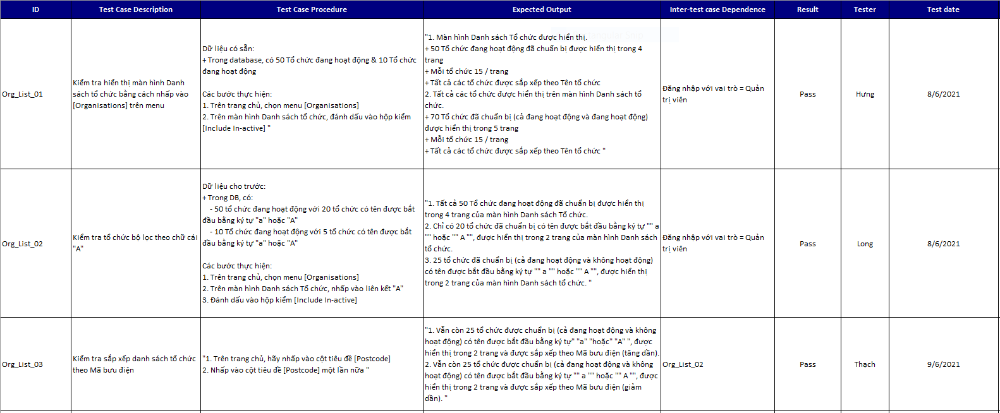 ID Test Case Description Test Case Procedure Expected Output Inter-test case Dependence Result Tester Test date
Org_List_01
Kiểm tra hiển thị màn hình Danh
sách tổ chức bằng cách nhấp vào
[Organisations] trên menu
Dữ liệu có sẵn:
+ Trong database, có 50 Tổ chức đang hoạt động & 10 Tổ chức
đang hoạt động
Các bước thực hiện:
1. Trên trang chủ, chọn menu [Organisations]
2. Trên màn hình Danh sách tổ chức, đánh dấu vào hộp kiểm
[Include In-active] "
"1. Màn hình Danh sách Tổ chức được hiển thị.
+ 50 Tổ chức đang hoạt động đã chuẩn bị được hiển thị trong 4
trang
+ Mỗi tổ chức 15 / trang
+ Tất cả các tổ chức được sắp xếp theo Tên tổ chức
2. Tất cả các tổ chức được hiển thị trên màn hình Danh sách tổ
chức.
+ 70 Tổ chức đã chuẩn bị (cả đang hoạt động và đang hoạt động)
được hiển thị trong 5 trang
+ Mỗi tổ chức 15 / trang
+ Tất cả các tổ chức được sắp xếp theo Tên tổ chức "
Đăng nhập với vai trò = Quản
trị viên
Pass
Hưng
8/6/2021
Org_List_02
Kiểm tra tổ chức bộ lọc theo chữ cái
"A"
Dữ liệu cho trước:
+ Trong DB, có:
- 50 tổ chức đang hoạt động với 20 tổ chức có tên được bắt
đầu bằng ký tự "a" hoặc "A"
- 10 Tổ chức đang hoạt động với 5 tổ chức có tên được bắt
đầu bằng ký tự "a" hoặc "A"
Các bước thực hiện:
1. Trên trang chủ, chọn menu [Organisations]
2. Trên màn hình Danh sách Tổ chức, nhấp vào liên kết "A"
3. Đánh dấu vào hộp kiểm [Include In-active]
"1. Tất cả 50 Tổ chức đang hoạt động đã chuẩn bị được hiển thị
trong 4 trang của màn hình Danh sách Tổ chức.
2. Chỉ có 20 tổ chức đã chuẩn bị có tên được bắt đầu bằng ký tự "" a
"" hoặc "" A "", được hiển thị trong 2 trang của màn hình Danh sách
tổ chức.
3. 25 tổ chức đã chuẩn bị (cả đang hoạt động và không hoạt động)
có tên được bắt đầu bằng ký tự "" a "" hoặc "" A "", được hiển thị
trong 2 trang của màn hình Danh sách tổ chức. "
Đăng nhập với vai trò = Quản
trị viên
Pass
Long
8/6/2021
Org_List_03
Kiểm tra sắp xếp danh sách tổ chức
theo Mã bưu điện
"1. Trên trang chủ, hãy nhấp vào cột tiêu đề [Postcode]
2. Nhấp vào cột tiêu đề [Postcode] một lần nữa "
"1. Vẫn còn 25 tổ chức được chuẩn bị (cả đang hoạt động và không
hoạt động) có tên được bắt đầu bằng ký tự" "a" "hoặc" "A" ", được
hiển thị trong 2 trang và được sắp xếp theo Mã bưu điện (tăng dần).
2. Vẫn còn 25 tổ chức được chuẩn bị (cả đang hoạt động và không
hoạt động) có tên được bắt đầu bằng ký tự "" a "" hoặc "" A "", được
hiển thị trong 2 trang và được sắp xếp theo Mã bưu điện (giảm
dần). "
Org_List_02
Pass
Thạch
9/6/2021